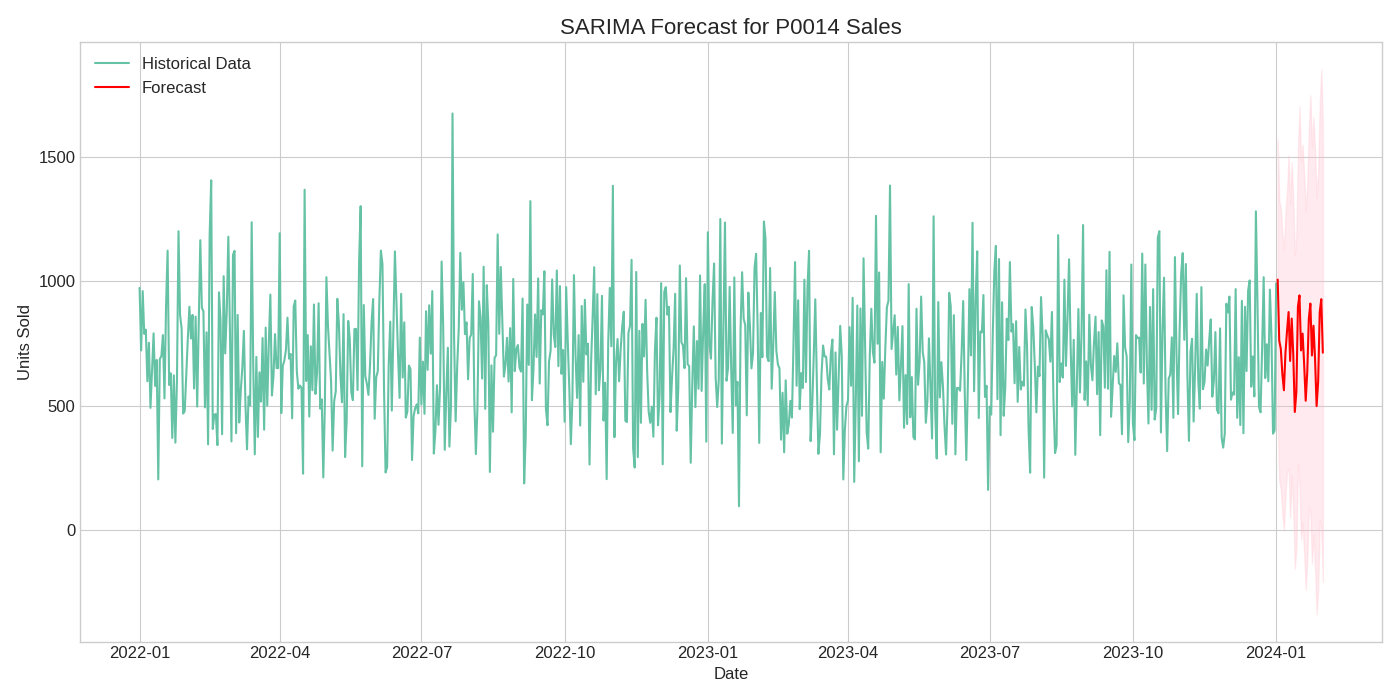 SARIMA Forecast for P0014 Sales
Historical Data
Forecast
1500
1000
500
0
Units Sold
2022-01 2022-04 2022-07 2022-10 2023-01 2023-04 2023-07 2023-10 2024-01
Date